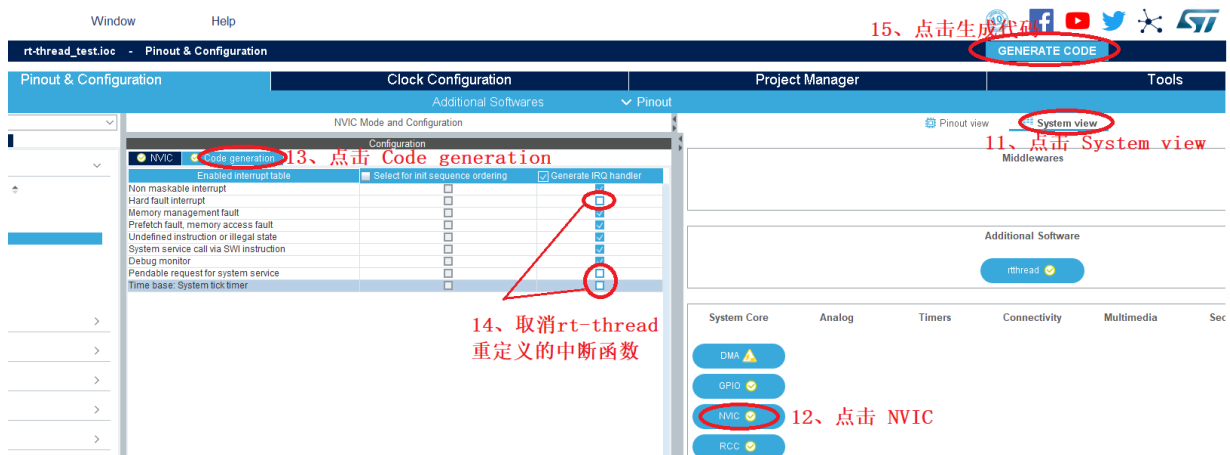 Window Help
15、点击生成代码
rt-thread_test.ioc - Pinout & Configuration
GENERATE CODE
Pinout & Configuration Clock Configuration Project Manager Tools
Additional Softwares Pinout
NVIC Mode and Configuration
Pinout view System view
Configuration
11、点击 System view
NVIC Code generation
13、点击 Code generation
Middlewares
Enabled interrupt table Select for init sequence ordering Generate IRQ handler
Non maskable interrupt
Hard fault interrupt
Memory management fault
Prefetch fault, memory access fault
Undefined instruction or illegal state
System service call via SWI instruction
Debug monitor
Pendable request for system service
Time base: System tick timer
Additional Software
rtthread
14、取消rt-thread
重定义的中断函数
System Core Analog Timers Connectivity Multimedia Sec
DMA
GPIO
NVIC
12、点击 NVIC
RCC